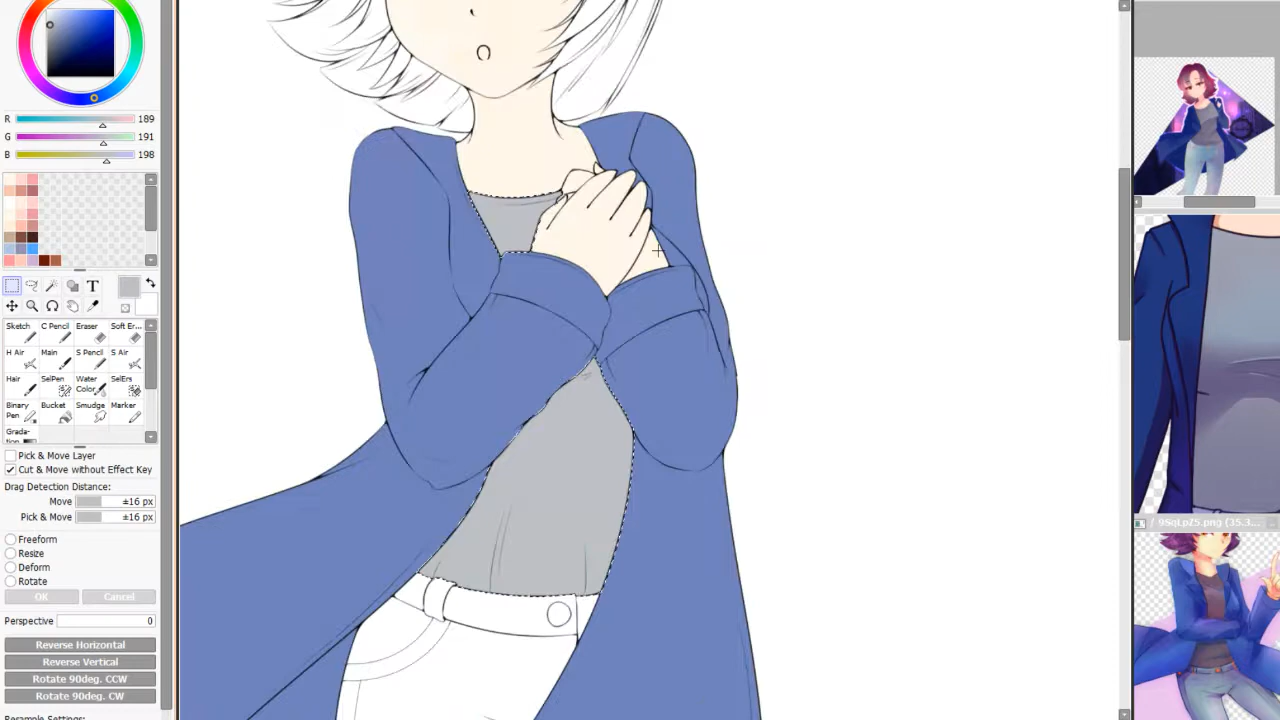 R 189
G 191
B 198
T
Sketch C Pencil Eraser Soft Er...
H Air Main S Pencil S Air
Hair SelPen Water Color SelErs
Binary Pen Bucket Smudge Marker
Grada-
tion
Pick & Move Layer
Cut & Move without Effect Key
Drag Detection Distance:
Move ±16 px
Pick & Move ±16 px
Freeform
Resize
Deform
Rotate
OK Cancel
Perspective 0
Reverse Horizontal
Reverse Vertical
Rotate 90deg. CCW
Rotate 90deg. CW
Resample Settings:
/ 9SqLpZS.png (35.3...